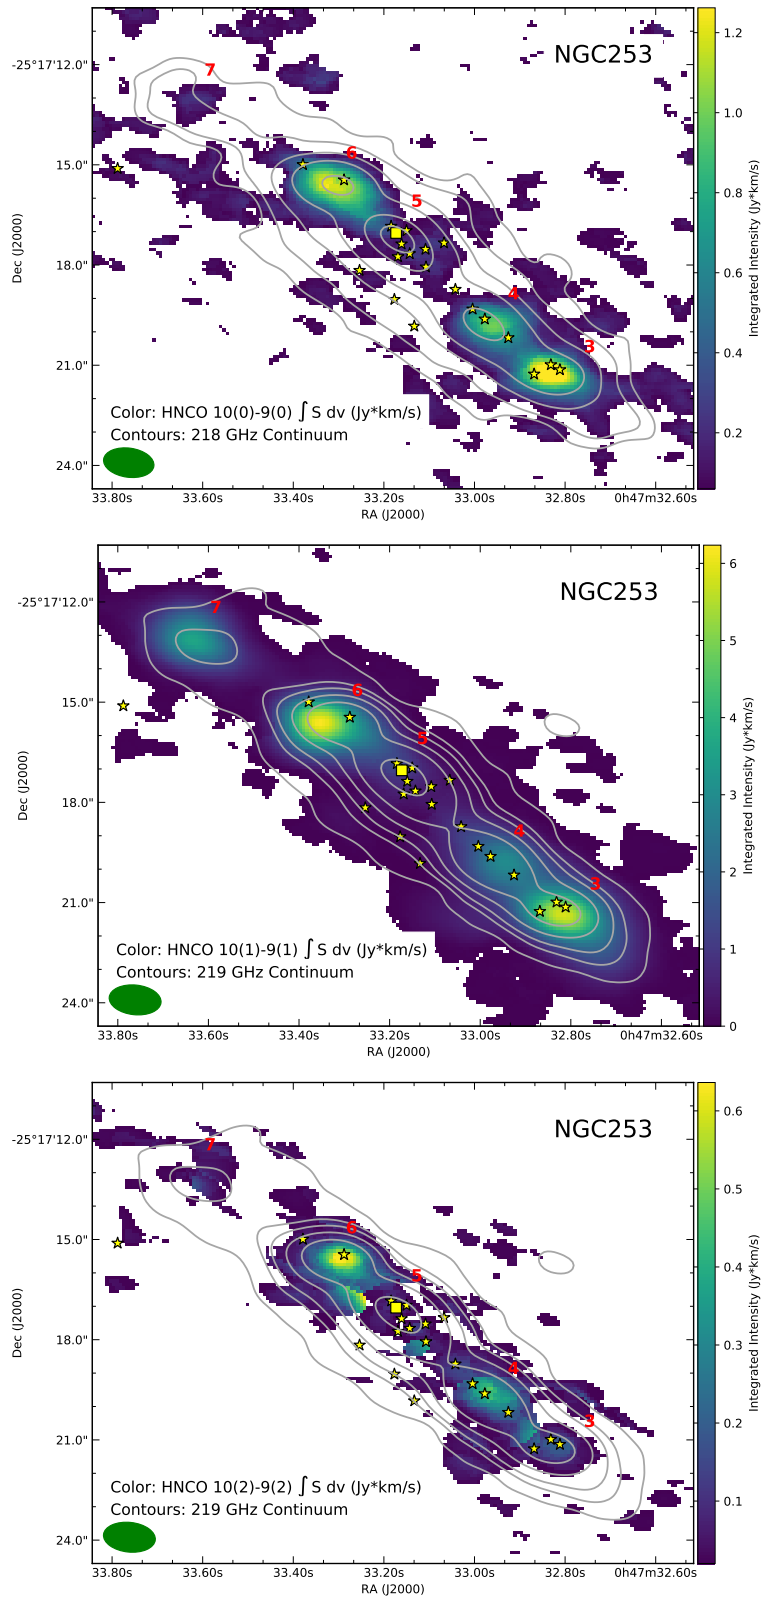 NGC253
7
6
5
4
3
-25°17'12.0"
15.0"
18.0"
21.0"
24.0"
Dec (J2000)
Color: HNCO 10(0)-9(0) ∫ S dv (Jy*km/s)
Contours: 218 GHz Continuum
33.80s 33.60s 33.40s 33.20s 33.00s 32.80s 0h47m32.60s
RA (J2000)
1.2
1.0
0.8
0.6
0.4
0.2
Integrated Intensity (Jy*km/s)
NGC253
7
6
5
4
3
-25°17'12.0"
15.0"
18.0"
21.0"
24.0"
Dec (J2000)
Color: HNCO 10(1)-9(1) ∫ S dv (Jy*km/s)
Contours: 219 GHz Continuum
33.80s 33.60s 33.40s 33.20s 33.00s 32.80s 0h47m32.60s
RA (J2000)
6
5
4
3
2
1
0
Integrated Intensity (Jy*km/s)
NGC253
7
6
5
4
3
-25°17'12.0"
15.0"
18.0"
21.0"
24.0"
Dec (J2000)
Color: HNCO 10(2)-9(2) ∫ S dv (Jy*km/s)
Contours: 219 GHz Continuum
33.80s 33.60s 33.40s 33.20s 33.00s 32.80s 0h47m32.60s
RA (J2000)
0.6
0.5
0.4
0.3
0.2
0.1
Integrated Intensity (Jy*km/s)